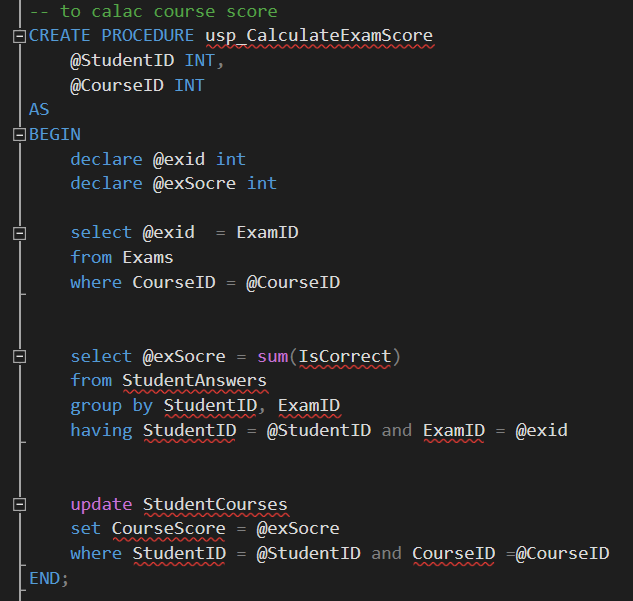 -- to calac course score
CREATE PROCEDURE usp_CalculateExamScore
@StudentID INT,
@CourseID INT
AS
BEGIN
declare @exid int
declare @exSocre int
select @exid = ExamID
from Exams
where CourseID = @CourseID
select @exSocre = sum(IsCorrect)
from StudentAnswers
group by StudentID, ExamID
having StudentID = @StudentID and ExamID = @exid
update StudentCourses
set CourseScore = @exSocre
where StudentID = @StudentID and CourseID =@CourseID
END;